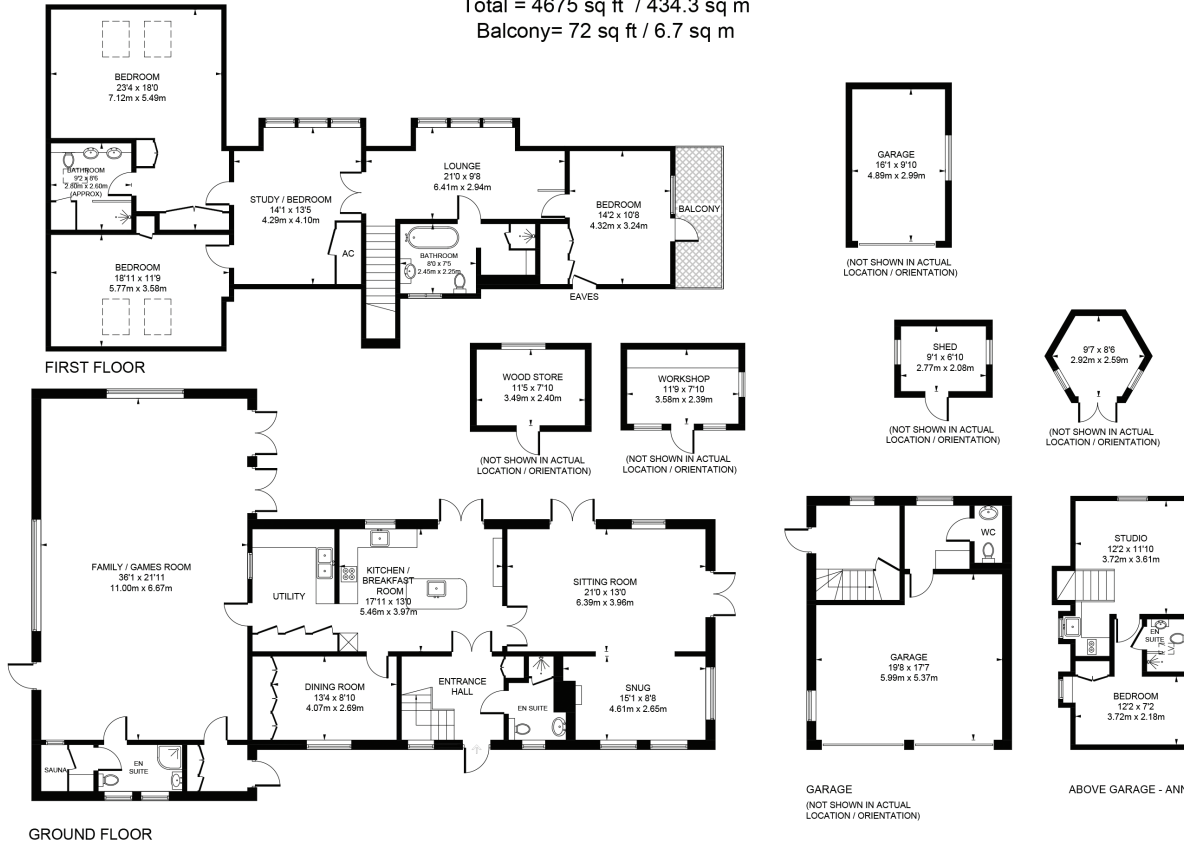 Total = 4675 sq ft / 434.3 sq m
Balcony= 72 sq ft / 6.7 sq m
BEDROOM
23'4 x 18'0
7.12m x 5.49m
BATHROOM
9'2 x 8'6
2.80m x 2.60m
(APPROX)
STUDY / BEDROOM
14'1 x 13'5
4.29m x 4.10m
LOUNGE
21'0 x 9'8
6.41m x 2.94m
BEDROOM
14'2 x 10'8
4.32m x 3.24m
BALCONY
AC
BATHROOM
8'0 x 7'5
2.45m x 2.25m
EAVES
BEDROOM
18'11 x 11'9
5.77m x 3.58m
FIRST FLOOR
GARAGE
16'1 x 9'10
4.89m x 2.99m
(NOT SHOWN IN ACTUAL
LOCATION / ORIENTATION)
SHED
9'1 x 6'10
2.77m x 2.08m
(NOT SHOWN IN ACTUAL
LOCATION / ORIENTATION)
9'7 x 8'6
2.92m x 2.59m
(NOT SHOWN IN ACTUAL
LOCATION / ORIENTATION)
WOOD STORE
11'5 x 7'10
3.49m x 2.40m
(NOT SHOWN IN ACTUAL
LOCATION / ORIENTATION)
WORKSHOP
11'9 x 7'10
3.58m x 2.39m
(NOT SHOWN IN ACTUAL
LOCATION / ORIENTATION)
FAMILY / GAMES ROOM
36'1 x 21'11
11.00m x 6.67m
UTILITY
KITCHEN /
BREAKFAST
ROOM
17'11 x 13'0
5.46m x 3.97m
SITTING ROOM
21'0 x 13'0
6.39m x 3.96m
DINING ROOM
13'4 x 8'10
4.07m x 2.69m
ENTRANCE
HALL
EN SUITE
SNUG
15'1 x 8'8
4.61m x 2.65m
SAUNA
EN
SUITE
GROUND FLOOR
WC
GARAGE
19'8 x 17'7
5.99m x 5.37m
GARAGE
(NOT SHOWN IN ACTUAL
LOCATION / ORIENTATION)
STUDIO
12'2 x 11'10
3.72m x 3.61m
EN
SUITE
BEDROOM
12'2 x 7'2
3.72m x 2.18m
ABOVE GARAGE - ANN